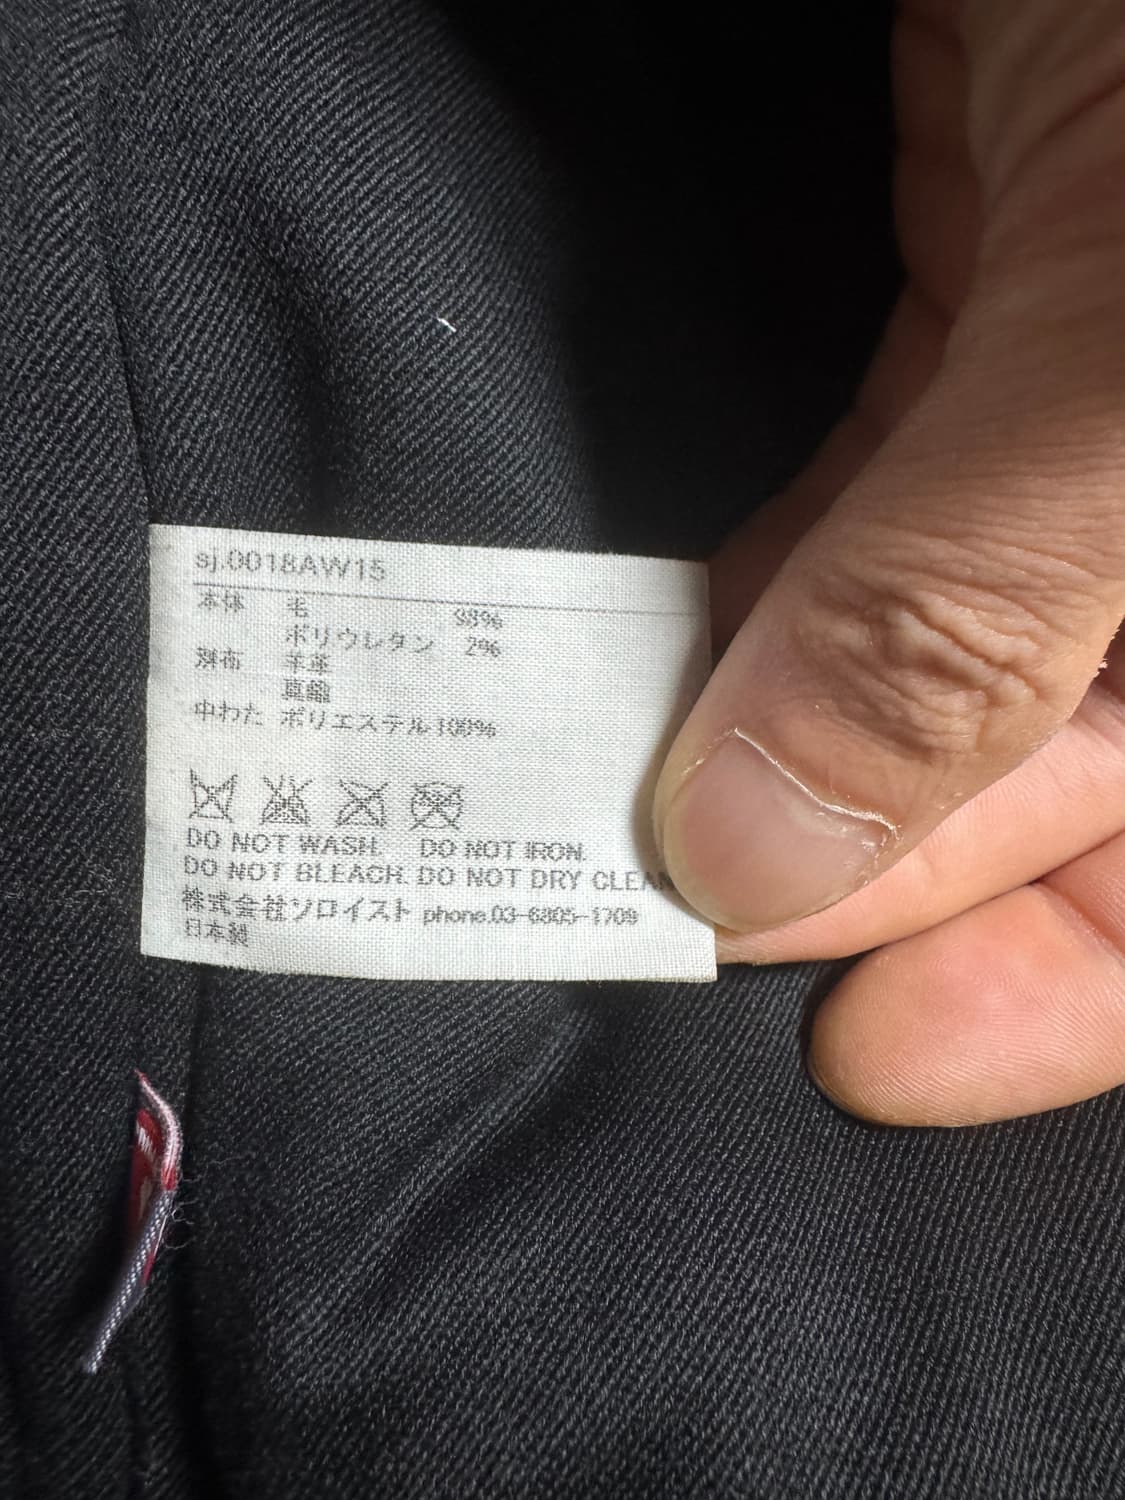 sj.0018AW15
本体 毛 98%
ポリウレタン 2%
別布 羊革
真鍮
中わた ポリエステル 100%
DO NOT WASH. DO NOT IRON.
DO NOT BLEACH. DO NOT DRY CLEAN
株式会社ソロイスト phone.03-6805-1709
日本製